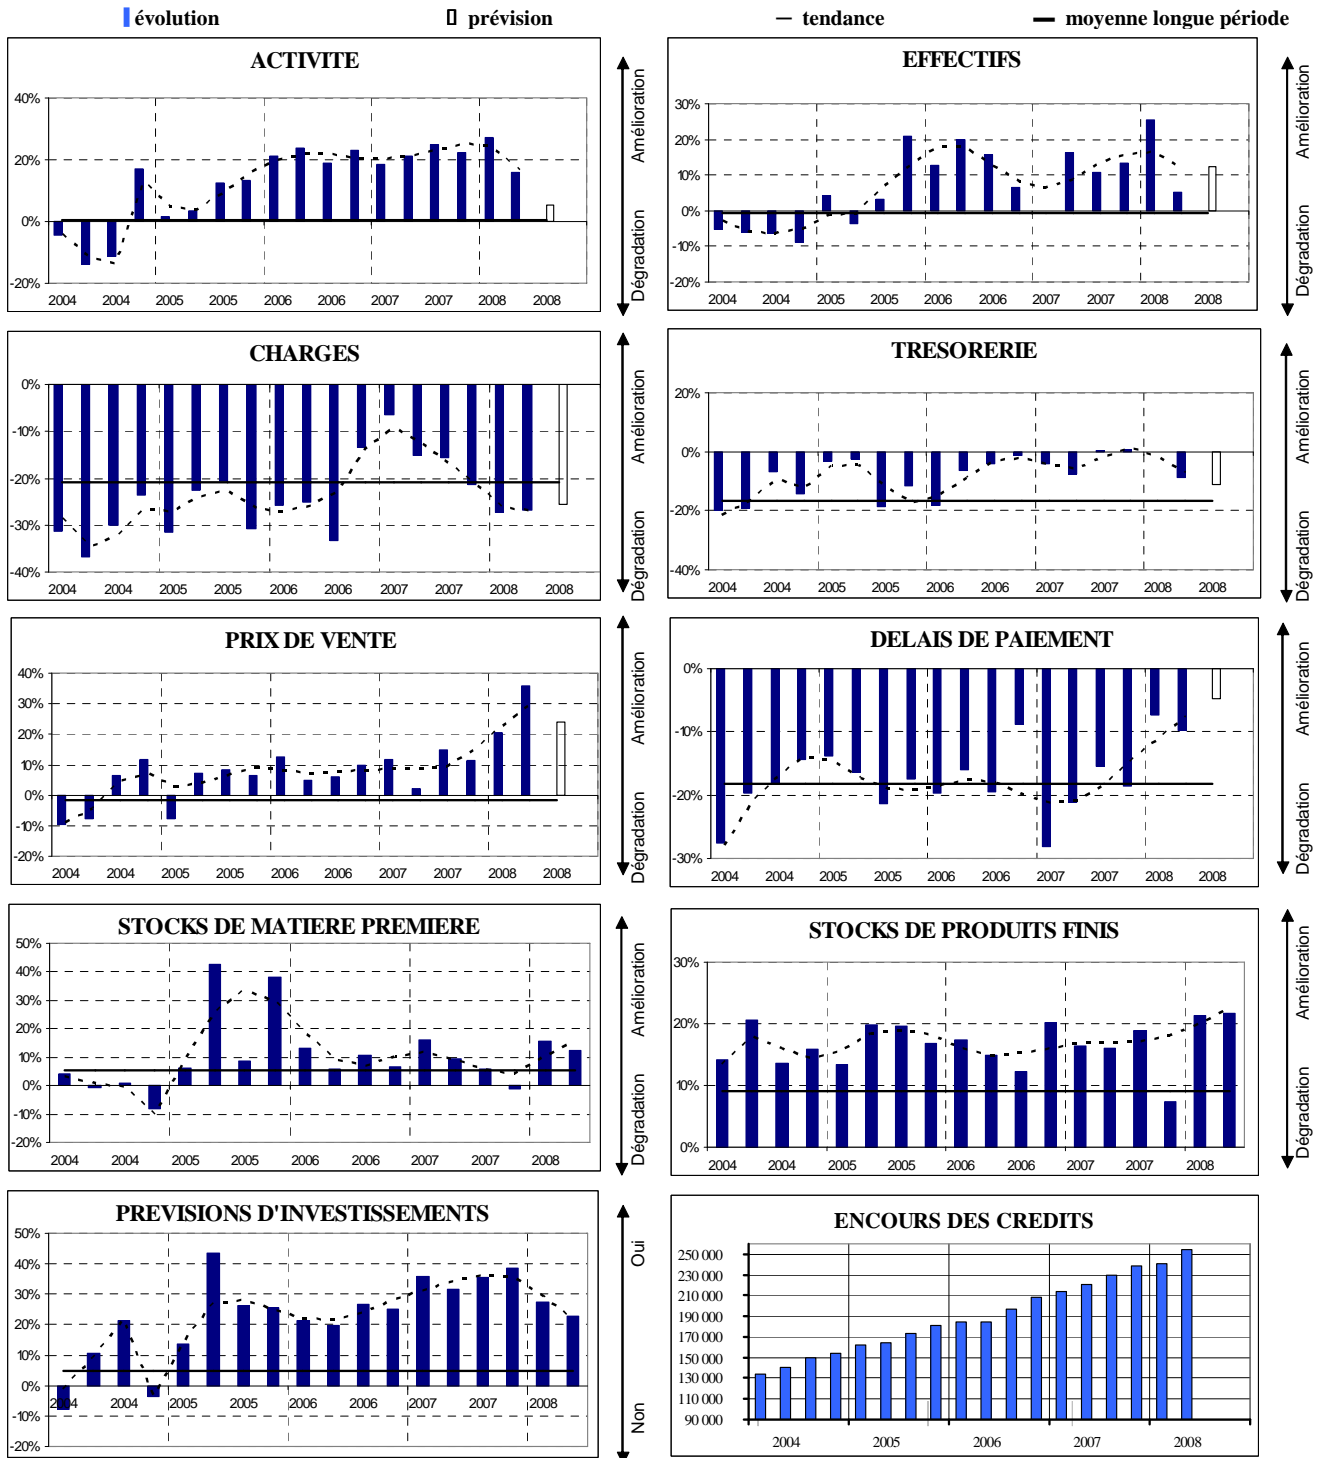 évolution prévision tendance moyenne longue période
ACTIVITE
40%
20%
0%
-20%
2004 2004 2005 2005 2006 2006 2007 2007 2008 2008
Amélioration
Dégradation
EFFECTIFS
30%
20%
10%
0%
-10%
-20%
2004 2004 2005 2005 2006 2006 2007 2007 2008 2008
Amélioration
Dégradation
CHARGES
0%
-10%
-20%
-30%
-40%
2004 2004 2005 2005 2006 2006 2007 2007 2008 2008
Amélioration
Dégradation
TRESORERIE
20%
0%
-20%
-40%
2004 2004 2005 2005 2006 2006 2007 2007 2008 2008
Amélioration
Dégradation
PRIX DE VENTE
40%
30%
20%
10%
0%
-10%
-20%
2004 2004 2005 2005 2006 2006 2007 2007 2008 2008
Amélioration
Dégradation
DELAIS DE PAIEMENT
0%
-10%
-20%
-30%
2004 2004 2005 2005 2006 2006 2007 2007 2008 2008
Amélioration
Dégradation
STOCKS DE MATIERE PREMIERE
50%
40%
30%
20%
10%
0%
-10%
-20%
2004 2004 2005 2005 2006 2006 2007 2007 2008
Amélioration
Dégradation
STOCKS DE PRODUITS FINIS
30%
20%
10%
0%
2004 2004 2005 2005 2006 2006 2007 2007 2008
Amélioration
Dégradation
PREVISIONS D'INVESTISSEMENTS
50%
40%
30%
20%
10%
0%
-10%
-20%
2004 2004 2005 2005 2006 2006 2007 2007 2008
Oui
Non
ENCOURS DES CREDITS
250 000
230 000
210 000
190 000
170 000
150 000
130 000
110 000
90 000
2004 2005 2006 2007 2008